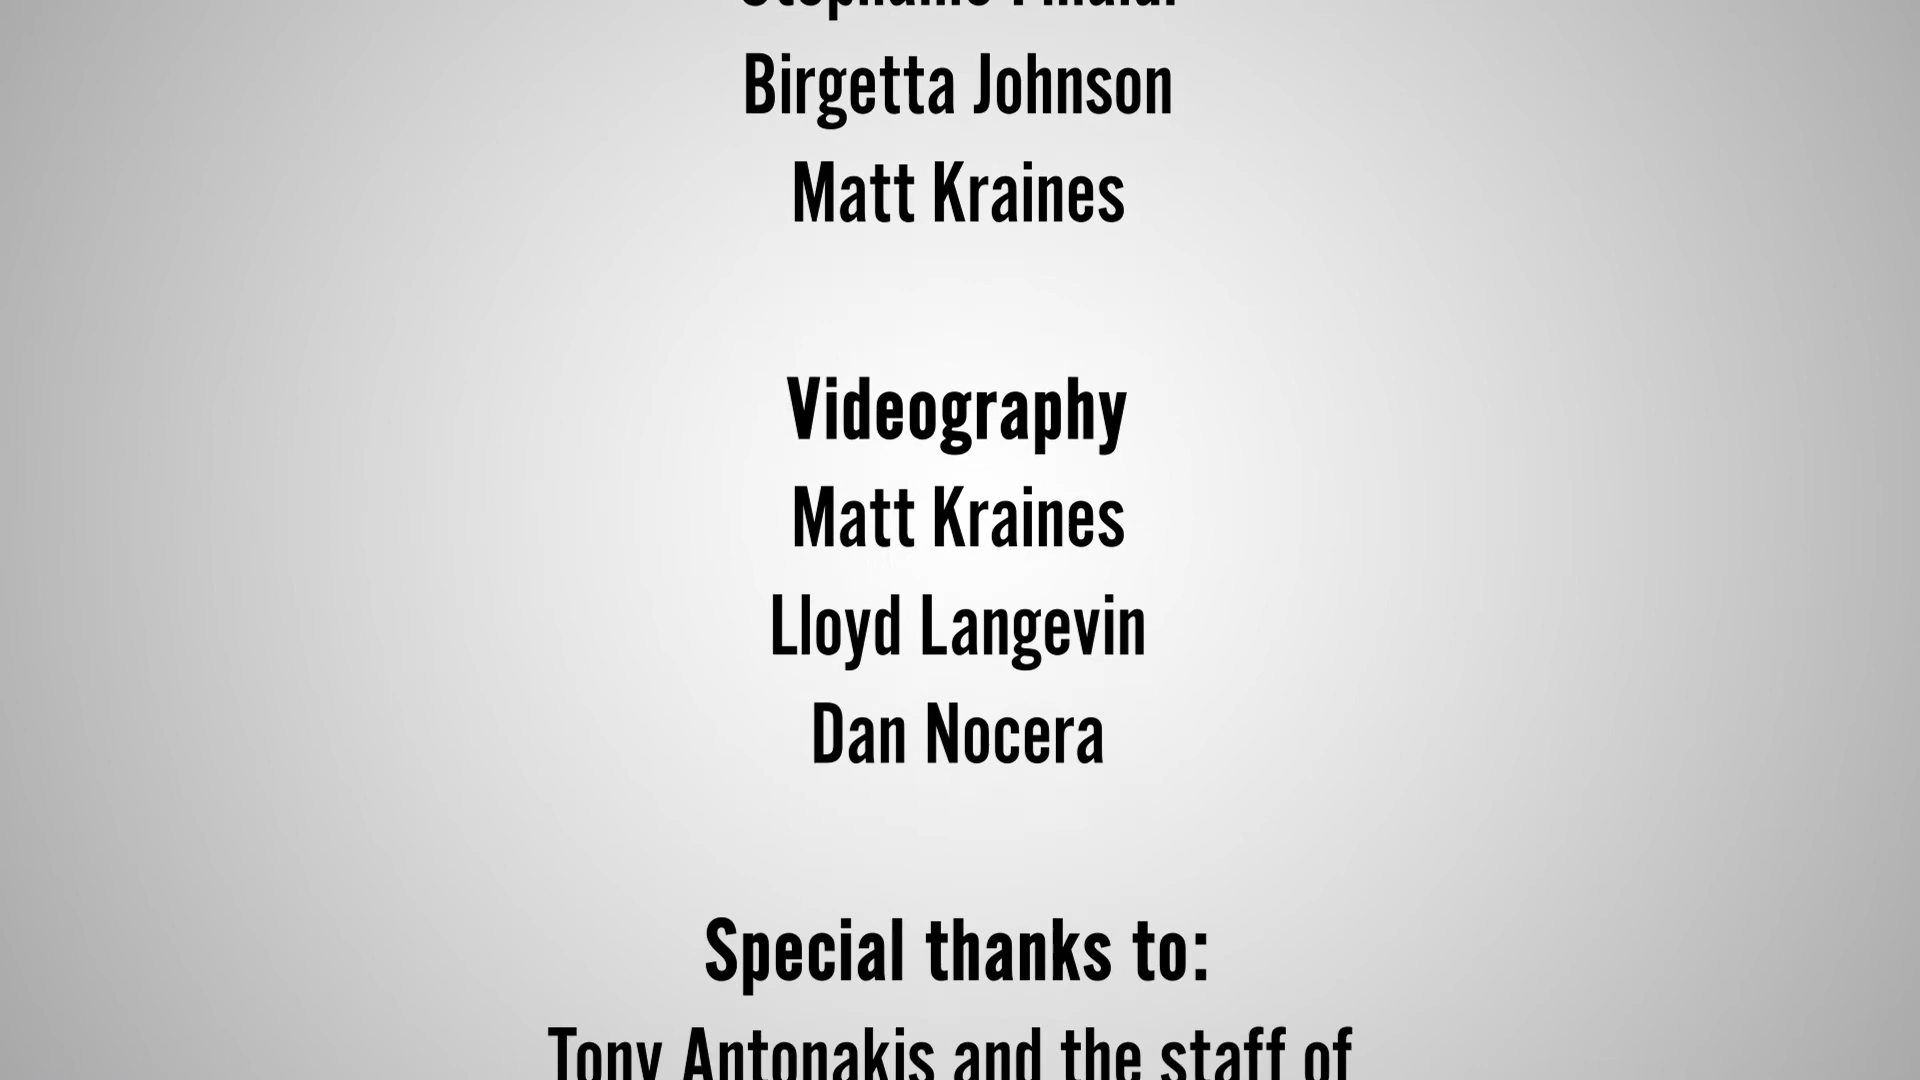 Birgetta Johnson
Matt Kraines
Videography
Matt Kraines
Lloyd Langevin
Dan Nocera
Special thanks to:
Tony Antonakis and the staff of